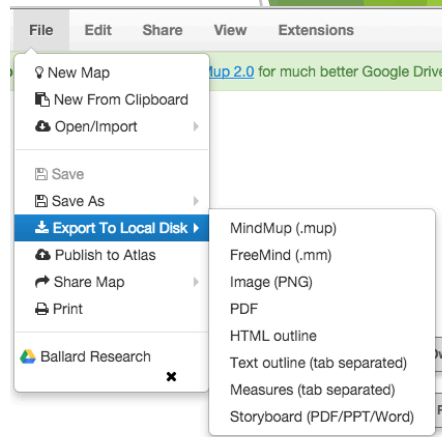 File Edit Share View Extensions
Mup 2.0 for much better Google Drive
New Map
New From Clipboard
Open/Import
Save
Save As
Export To Local Disk
Publish to Atlas
Share Map
Print
Ballard Research
MindMup (.mup)
FreeMind (.mm)
Image (PNG)
PDF
HTML outline
Text outline (tab separated)
Measures (tab separated)
Storyboard (PDF/PPT/Word)